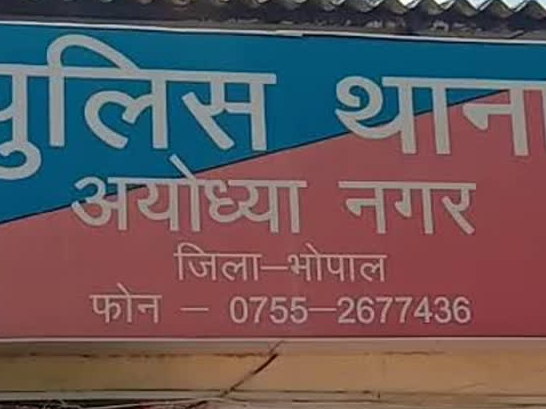 पुलिस थाना
अयोध्या नगर
जिला–भोपाल
फोन – 0755–2677436